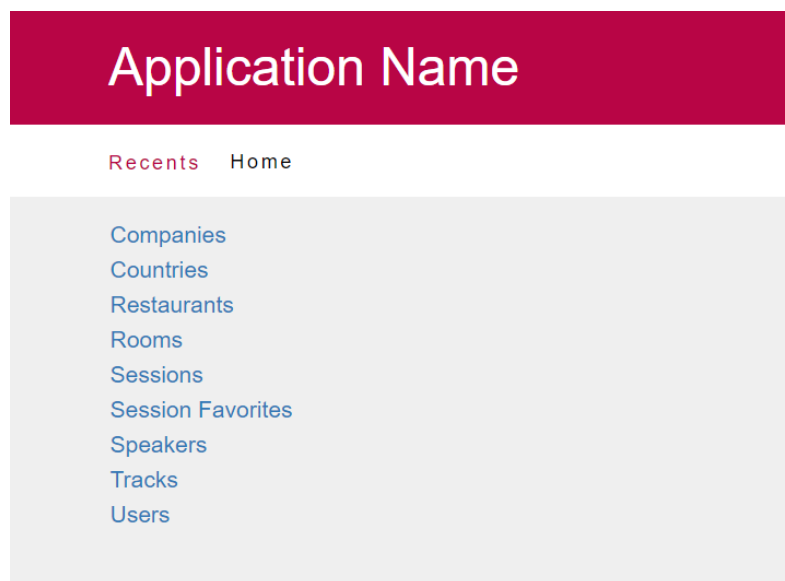 Application Name
Recents Home
Companies
Countries
Restaurants
Rooms
Sessions
Session Favorites
Speakers
Tracks
Users